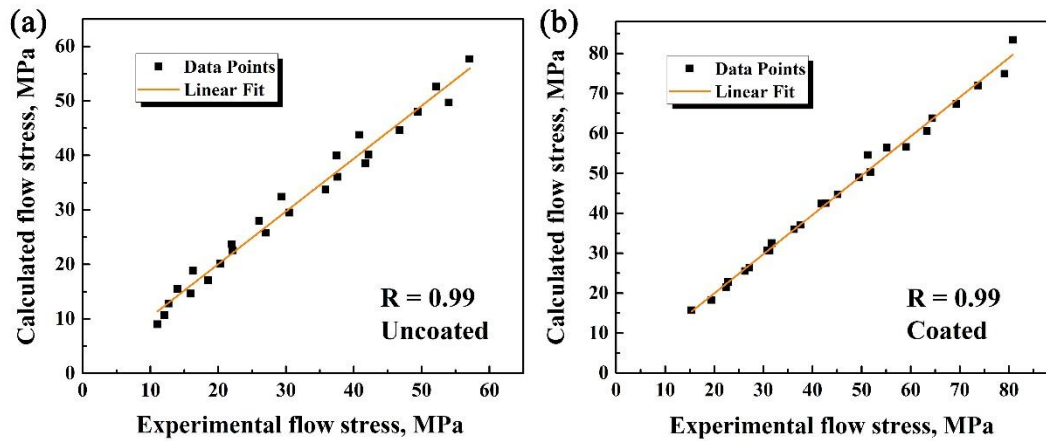 (a)
Calculated flow stress, MPa
60
50
40
30
20
10
0
Data Points
Linear Fit
R = 0.99
Uncoated
0 10 20 30 40 50 60
Experimental flow stress, MPa
(b)
Calculated flow stress, MPa
80
70
60
50
40
30
20
10
0
Data Points
Linear Fit
R = 0.99
Coated
0 10 20 30 40 50 60 70 80
Experimental flow stress, MPa